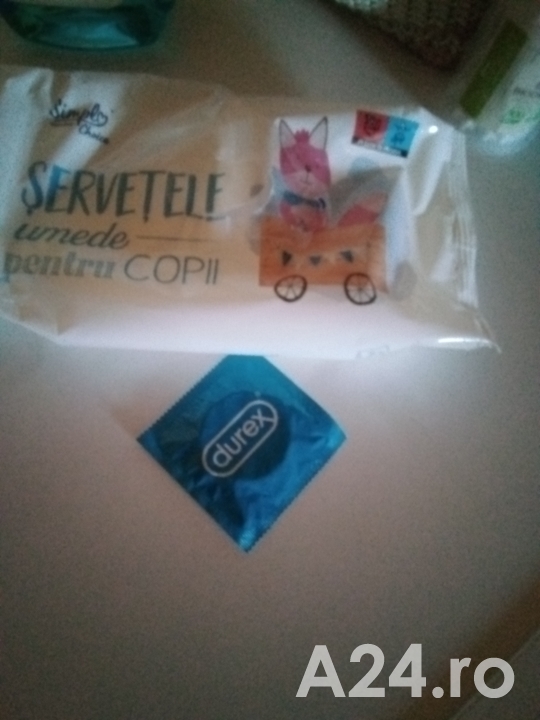 Simply
ȘERVEȚELE
umede
pentru COPII
durex
A24.ro